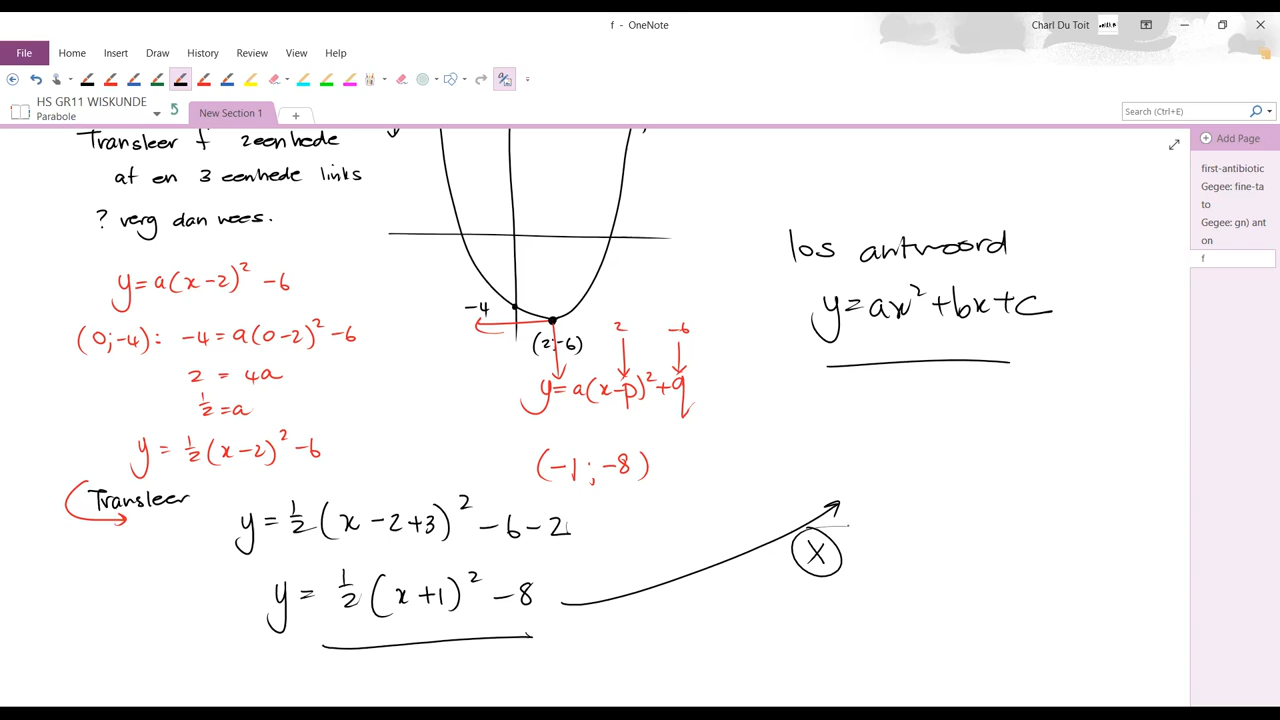 f - OneNote
Charl Du Toit
File Home Insert Draw History Review View Help
HS GR11 WISKUNDE
Parabole
New Section 1
Search (Ctrl+E)
Add Page
first-antibiotic
Gegee: fine-ta
to
Gegee: gn) ant
on
f
Transleer f 2 eenhede
af en 3 eenhede links
? verg dan wees.
y=a(x-2)² -6
(0;-4): -4=a(0-2)²-6
2 = 4a
½=a
y = ½(x-2)² -6
Transleer
y=½(x-2+3)² -6-2
y= ½(x+1)² -8
-4
(2;-6)
2 -6
y=a(x-p)²+q
(-1;-8)
los antwoord
y=ax²+bx+c
X